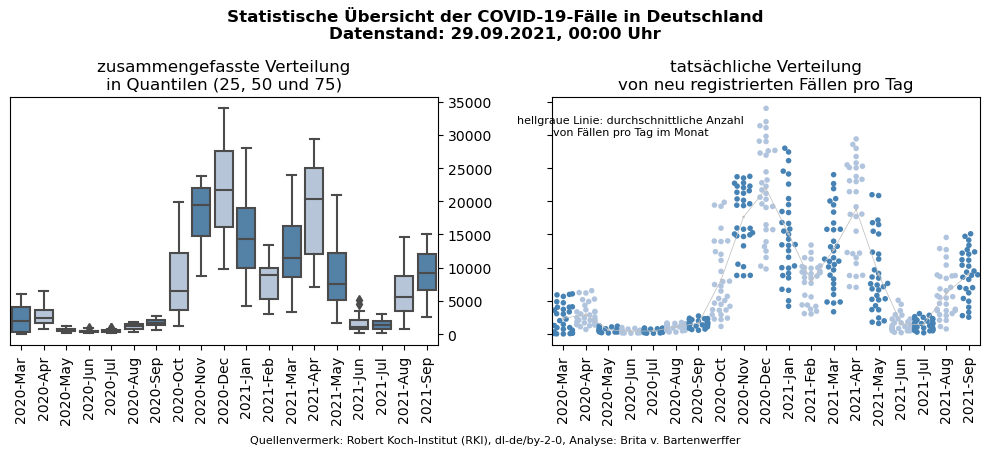 Statistische Übersicht der COVID-19-Fälle in Deutschland
Datenstand: 29.09.2021, 00:00 Uhr
zusammengefasste Verteilung
in Quantilen (25, 50 und 75)
35000
30000
25000
20000
15000
10000
5000
0
2020-Mar
2020-Apr
2020-May
2020-Jun
2020-Jul
2020-Aug
2020-Sep
2020-Oct
2020-Nov
2020-Dec
2021-Jan
2021-Feb
2021-Mar
2021-Apr
2021-May
2021-Jun
2021-Jul
2021-Aug
2021-Sep
tatsächliche Verteilung
von neu registrierten Fällen pro Tag
hellgraue Linie: durchschnittliche Anzahl
von Fällen pro Tag im Monat
2020-Mar
2020-Apr
2020-May
2020-Jun
2020-Jul
2020-Aug
2020-Sep
2020-Oct
2020-Nov
2020-Dec
2021-Jan
2021-Feb
2021-Mar
2021-Apr
2021-May
2021-Jun
2021-Jul
2021-Aug
2021-Sep
Quellenvermerk: Robert Koch-Institut (RKI), dl-de/by-2-0, Analyse: Brita v. Bartenwerffer